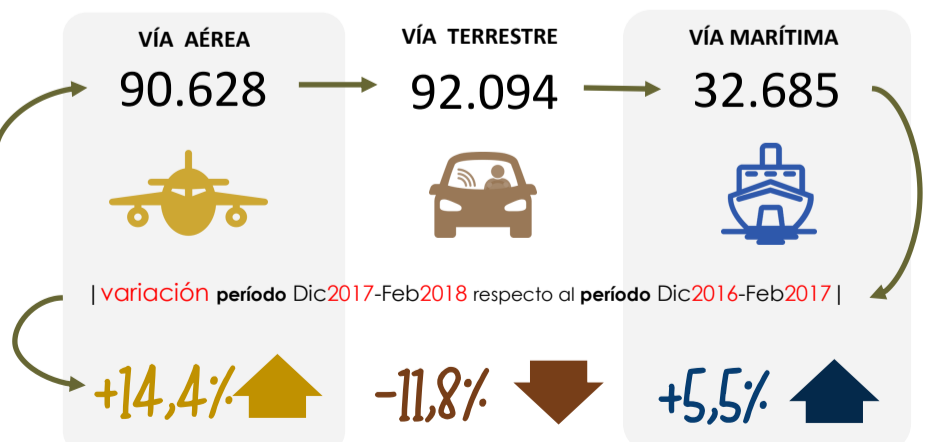 VÍA AÉREA
90.628
VÍA TERRESTRE
92.094
VÍA MARÍTIMA
32.685
|variación período Dic2017-Feb2018 respecto al período Dic2016-Feb2017|
+14,4%
-11,8%
+5,5%